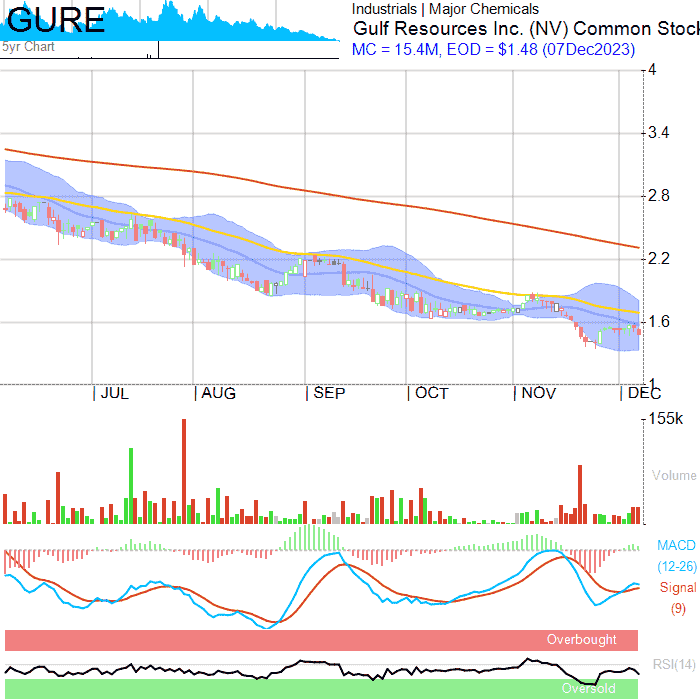 GURE
5yr Chart
Industrials | Major Chemicals
Gulf Resources Inc. (NV) Common Stock
MC = 15.4M, EOD = $1.48 (07Dec2023)
4
3.4
2.8
2.2
1.6
1
JUL
AUG
SEP
OCT
NOV
DEC
155k
Volume
MACD
(12-26)
Signal
(9)
Overbought
RSI(14)
Oversold